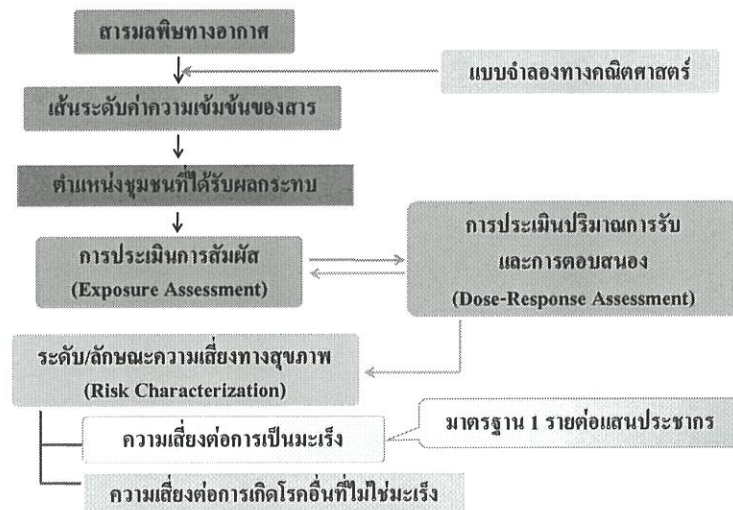 สารมลพิษทางอากาศ
แบบจำลองทางคณิตศาสตร์
เส้นระดับค่าความเข้มข้นของสาร
ตำแหน่งชุมชนที่ได้รับผลกระทบ
การประเมินการสัมผัส
(Exposure Assessment)
การประเมินปริมาณการรับ
และการตอบสนอง
(Dose-Response Assessment)
ระดับ/ลักษณะความเสี่ยงทางสุขภาพ
(Risk Characterization)
ความเสี่ยงต่อการเป็นมะเร็ง
มาตรฐาน 1 รายต่อแสนประชากร
ความเสี่ยงต่อการเกิดโรคอื่นที่ไม่ใช่มะเร็ง